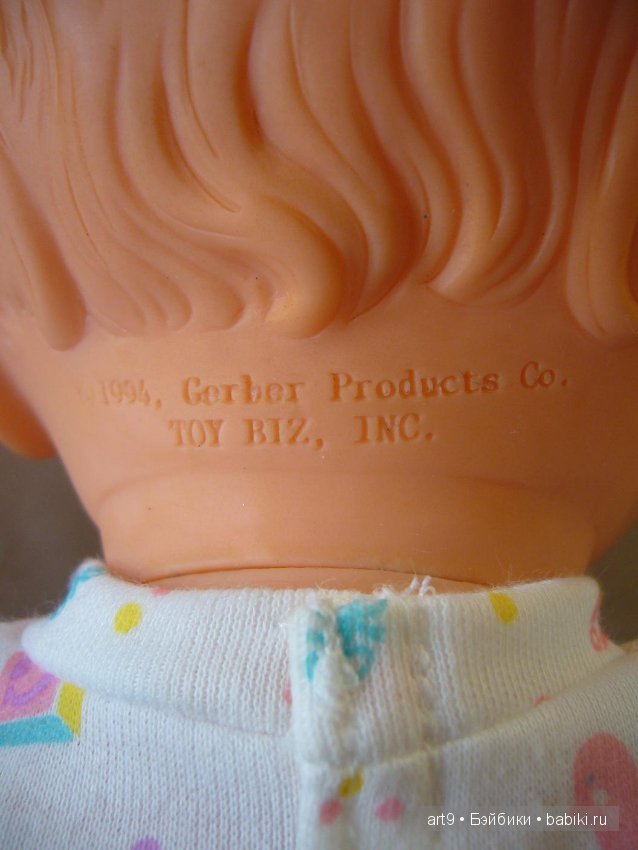 ©1994, Gerber Products Co.
TOY BIZ, INC.
art9 • Бэйбики • babiki.ru